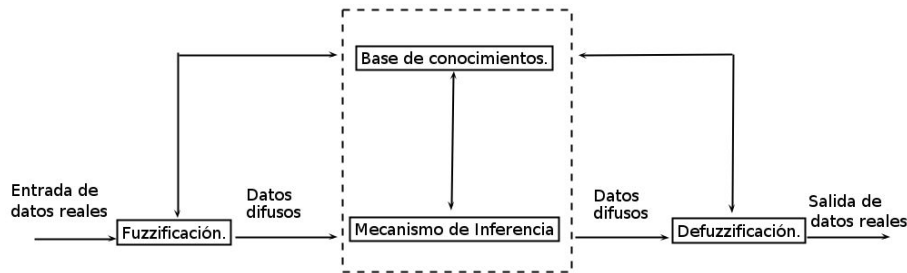 Base de conocimientos.
Entrada de
datos reales
Fuzzificación.
Datos
difusos
Mecanismo de Inferencia
Datos
difusos
Defuzzificación.
Salida de
datos reales